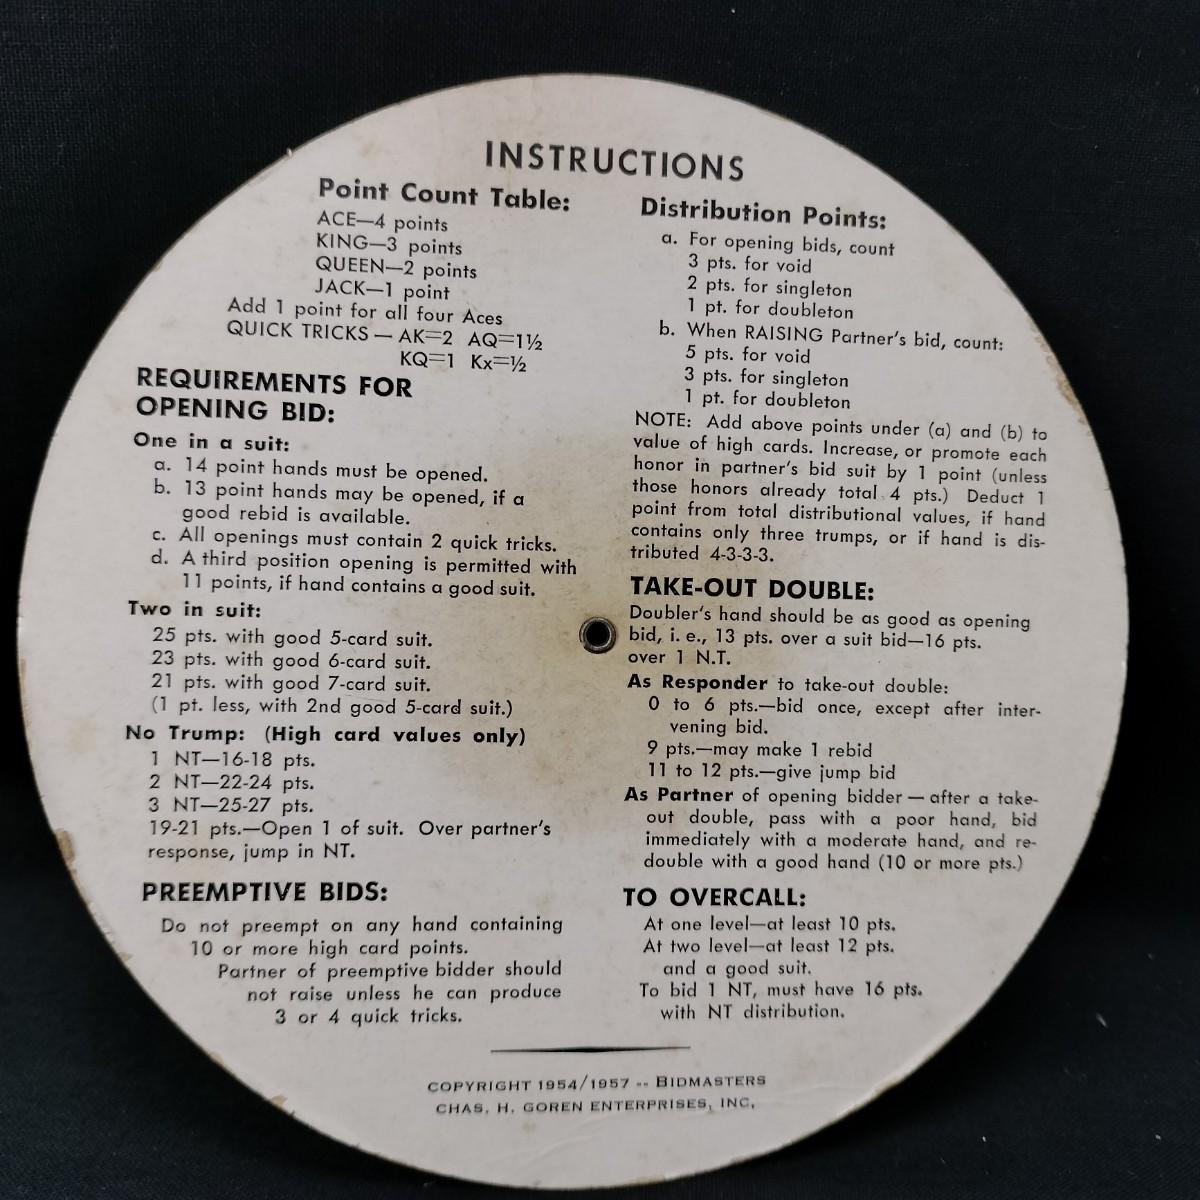 INSTRUCTIONS
Point Count Table:
ACE—4 points
KING—3 points
QUEEN—2 points
JACK—1 point
Add 1 point for all four Aces
QUICK TRICKS — AK=2 AQ=1½
KQ=1 Kx=½
REQUIREMENTS FOR
OPENING BID:
One in a suit:
a. 14 point hands must be opened.
b. 13 point hands may be opened, if a
good rebid is available.
c. All openings must contain 2 quick tricks.
d. A third position opening is permitted with
11 points, if hand contains a good suit.
Two in suit:
25 pts. with good 5-card suit.
23 pts. with good 6-card suit.
21 pts. with good 7-card suit.
(1 pt. less, with 2nd good 5-card suit.)
No Trump: (High card values only)
1 NT—16-18 pts.
2 NT—22-24 pts.
3 NT—25-27 pts.
19-21 pts.—Open 1 of suit. Over partner's
response, jump in NT.
PREEMPTIVE BIDS:
Do not preempt on any hand containing
10 or more high card points.
Partner of preemptive bidder should
not raise unless he can produce
3 or 4 quick tricks.
Distribution Points:
a. For opening bids, count
3 pts. for void
2 pts. for singleton
1 pt. for doubleton
b. When RAISING Partner's bid, count:
5 pts. for void
3 pts. for singleton
1 pt. for doubleton
NOTE: Add above points under (a) and (b) to
value of high cards. Increase, or promote each
honor in partner's bid suit by 1 point (unless
those honors already total 4 pts.) Deduct 1
point from total distributional values, if hand
contains only three trumps, or if hand is dis-
tributed 4-3-3-3.
TAKE-OUT DOUBLE:
Doubler's hand should be as good as opening
bid, i. e., 13 pts. over a suit bid—16 pts.
over 1 N.T.
As Responder to take-out double:
0 to 6 pts.—bid once, except after inter-
vening bid.
9 pts.—may make 1 rebid
11 to 12 pts.—give jump bid
As Partner of opening bidder — after a take-
out double, pass with a poor hand, bid
immediately with a moderate hand, and re-
double with a good hand (10 or more pts.)
TO OVERCALL:
At one level—at least 10 pts.
At two level—at least 12 pts.
and a good suit.
To bid 1 NT, must have 16 pts.
with NT distribution.
COPYRIGHT 1954/1957 -- BIDMASTERS
CHAS. H. GOREN ENTERPRISES, INC.